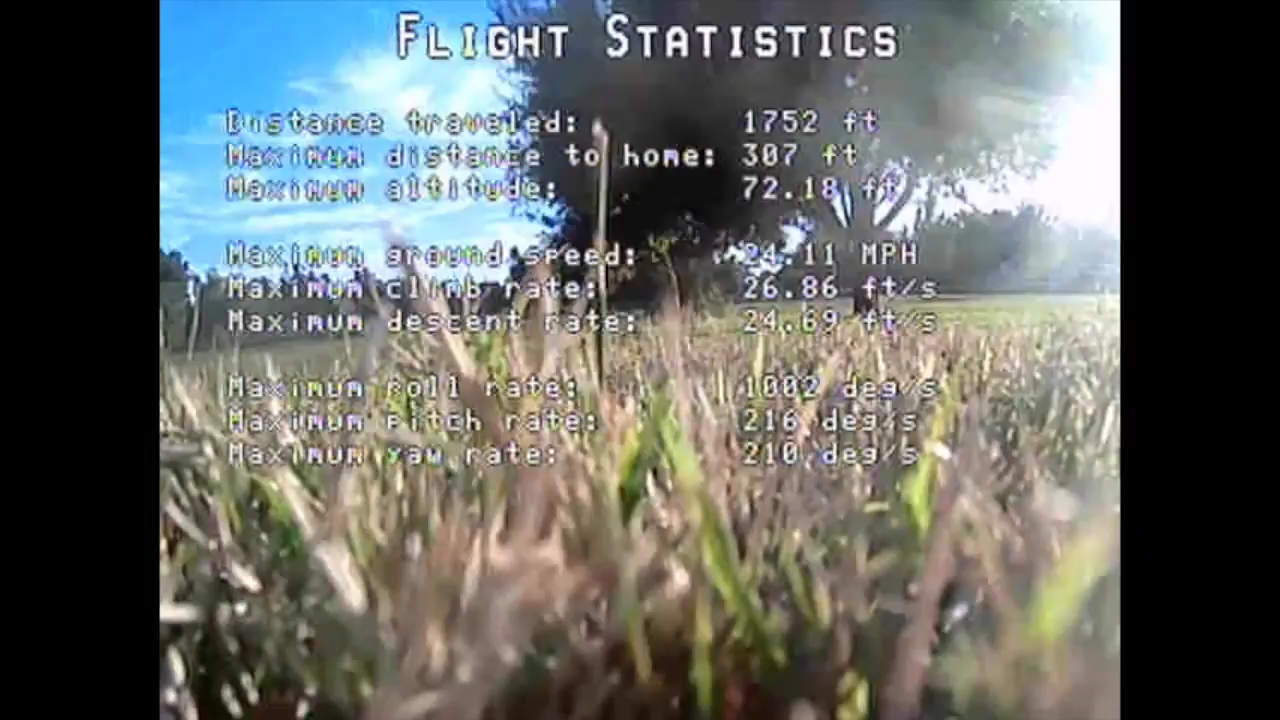 Flight Statistics
Distance traveled: 1752 ft
Maximum distance to home: 307 ft
Maximum altitude: 72.18 ft
Maximum ground speed: 24.11 MPH
Maximum climb rate: 26.86 ft/s
Maximum descent rate: 24.69 ft/s
Maximum roll rate: 1002 deg/s
Maximum pitch rate: 216 deg/s
Maximum yaw rate: 210 deg/s